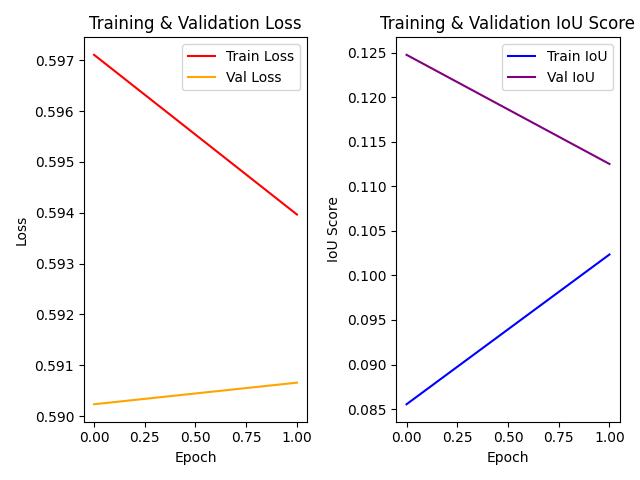 Training & Validation Loss
Train Loss
Val Loss
0.597
0.596
0.595
0.594
0.593
0.592
0.591
0.590
Loss
0.00 0.25 0.50 0.75 1.00
Epoch
Training & Validation IoU Score
Train IoU
Val IoU
0.125
0.120
0.115
0.110
0.105
0.100
0.095
0.090
0.085
IoU Score
0.00 0.25 0.50 0.75 1.00
Epoch